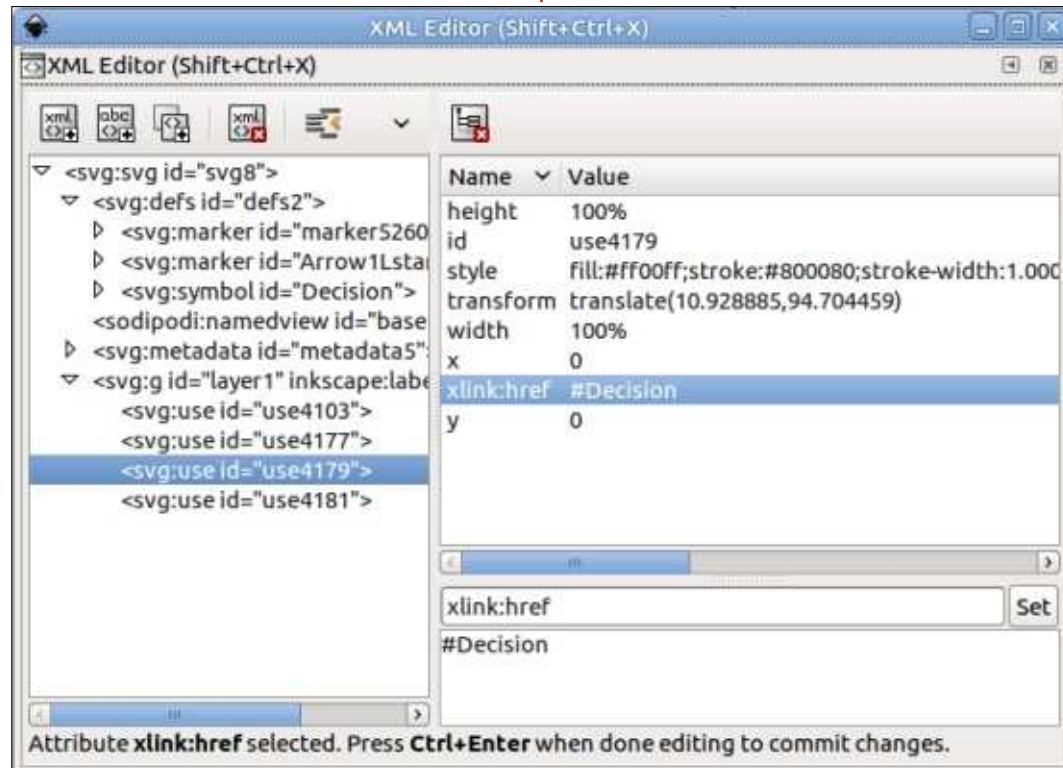 XML Editor (Shift+Ctrl+X)
XML Editor (Shift+Ctrl+X)
xml
abc
xml
<svg:svg id="svg8">
<svg:defs id="defs2">
<svg:marker id="marker5260
<svg:marker id="Arrow1Lstar
<svg:symbol id="Decision">
<sodipodi:namedview id="base
<svg:metadata id="metadata5":
<svg:g id="layer1" inkscape:labe
<svg:use id="use4103">
<svg:use id="use4177">
<svg:use id="use4179">
<svg:use id="use4181">
Name Value
height 100%
id use4179
style fill:#ff00ff;stroke:#800080;stroke-width:1.000
transform translate(10.928885,94.704459)
width 100%
x 0
xlink:href #Decision
y 0
xlink:href Set
#Decision
Attribute xlink:href selected. Press Ctrl+Enter when done editing to commit changes.